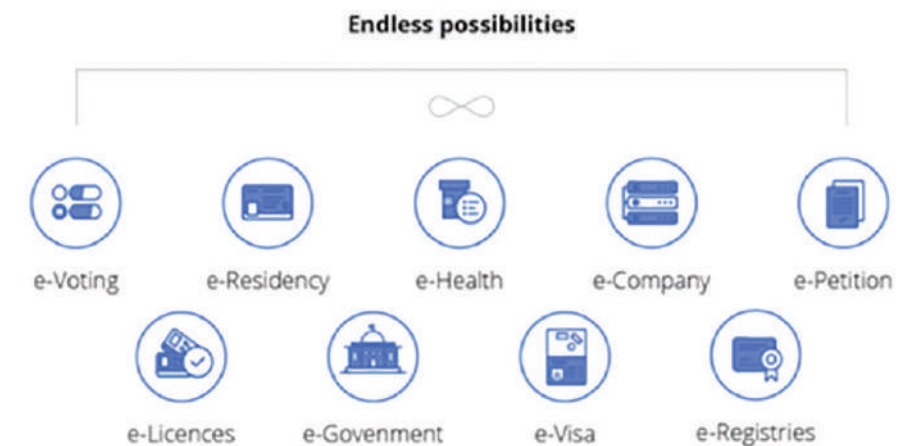 Endless possibilities
e-Voting
e-Residency
e-Health
e-Company
e-Petition
e-Licences
e-Govenment
e-Visa
e-Registries